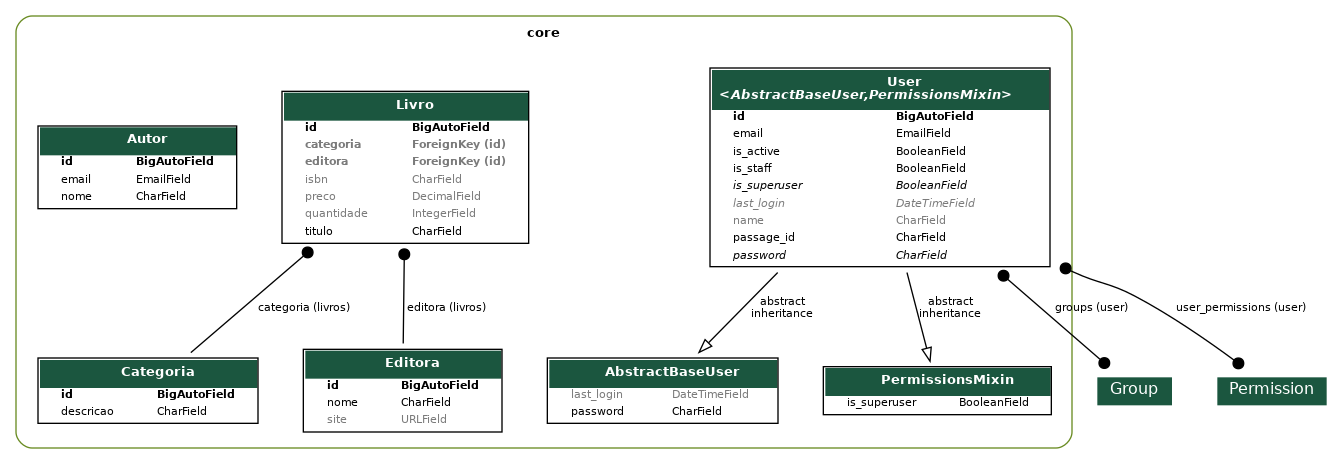 core
Autor
id BigAutoField
email EmailField
nome CharField
Livro
id BigAutoField
categoria ForeignKey (id)
editora ForeignKey (id)
isbn CharField
preco DecimalField
quantidade IntegerField
titulo CharField
User
<AbstractBaseUser,PermissionsMixin>
id BigAutoField
email EmailField
is_active BooleanField
is_staff BooleanField
is_superuser BooleanField
last_login DateTimeField
name CharField
passage_id CharField
password CharField
categoria (livros)
editora (livros)
abstract
inheritance
abstract
inheritance
groups (user)
user_permissions (user)
Categoria
id BigAutoField
descricao CharField
Editora
id BigAutoField
nome CharField
site URLField
AbstractBaseUser
last_login DateTimeField
password CharField
PermissionsMixin
is_superuser BooleanField
Group
Permission